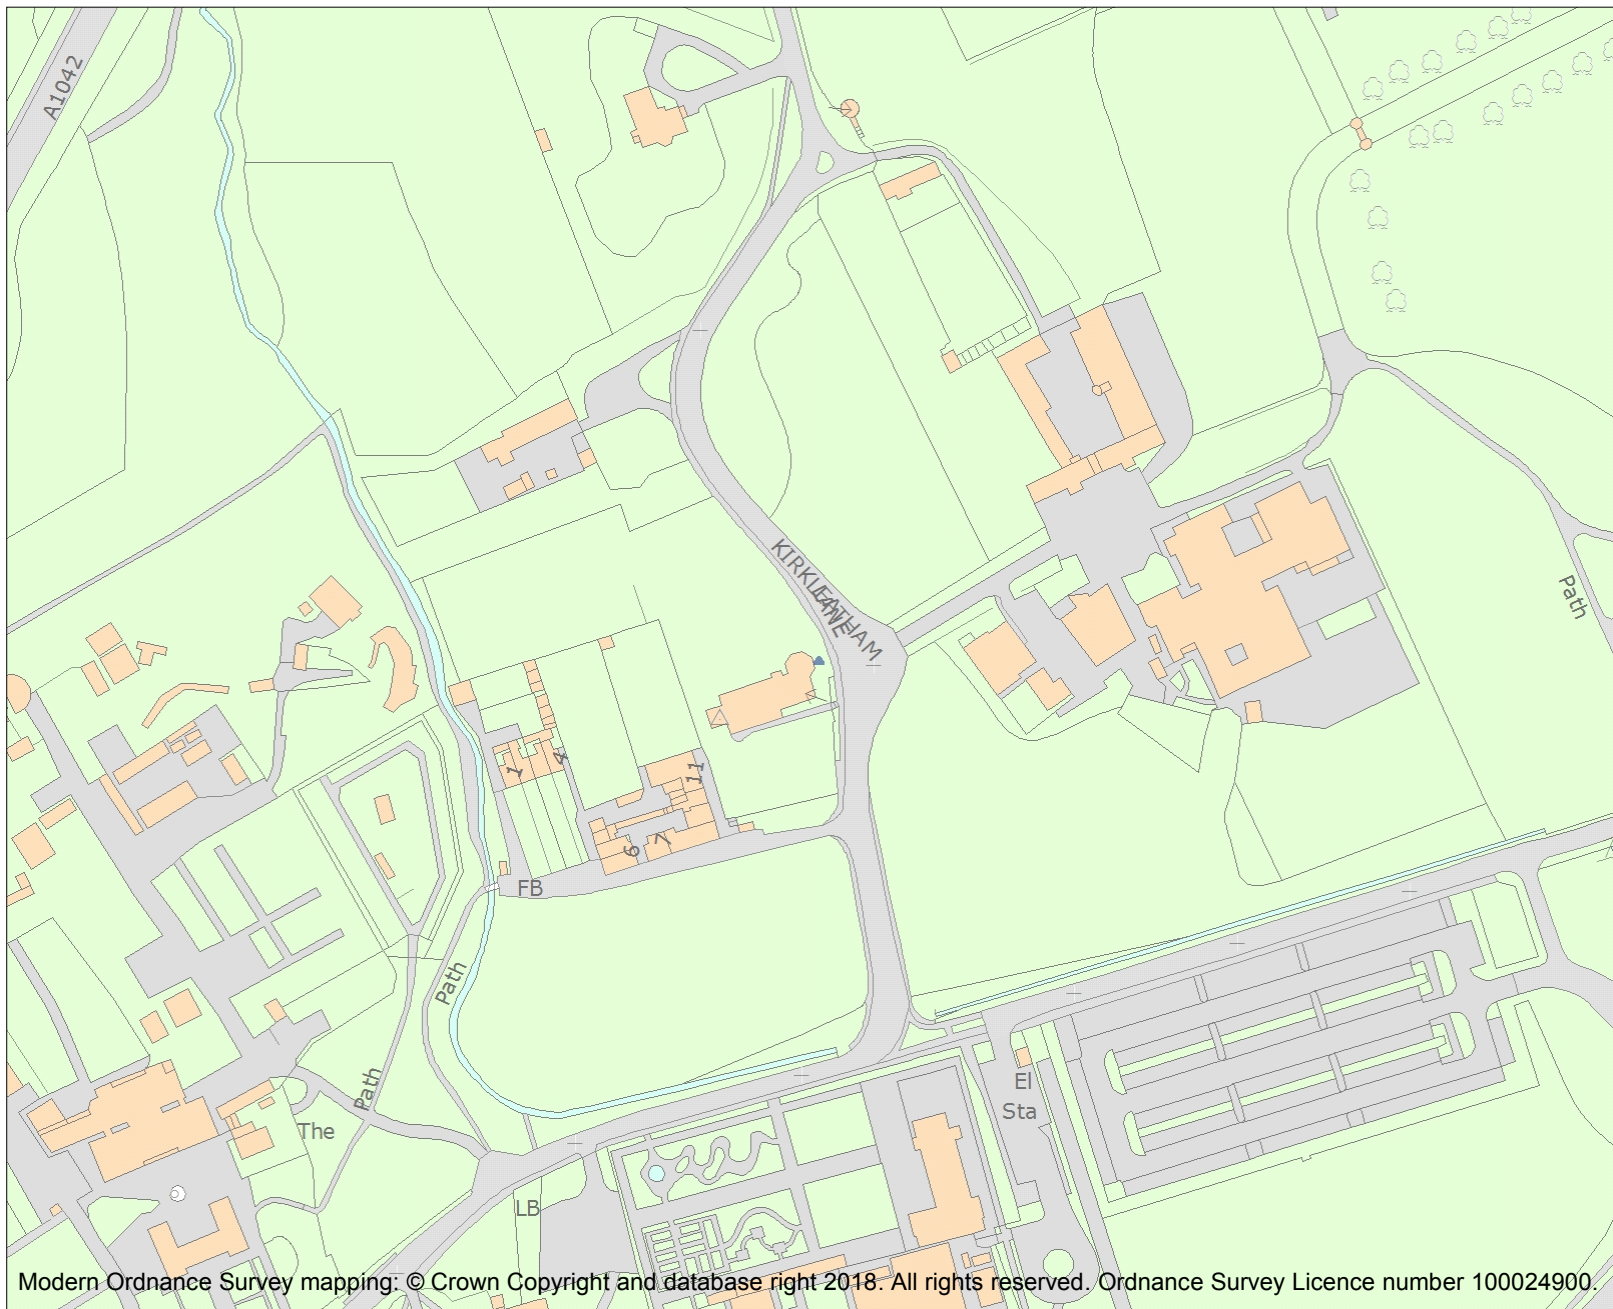 A1042
KIRKLEATHAM
LANE
Path
1
4
11
6
7
FB
Path
Path
El
Sta
The
LB
Modern Ordnance Survey mapping: © Crown Copyright and database right 2018. All rights reserved. Ordnance Survey Licence number 100024900.